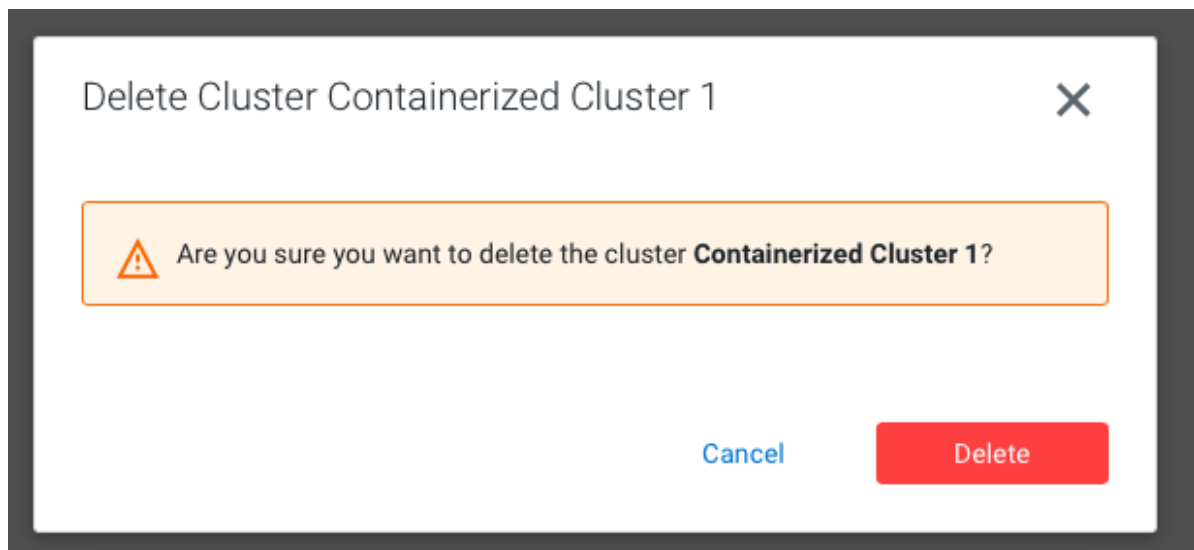 Delete Cluster Containerized Cluster 1
Are you sure you want to delete the cluster Containerized Cluster 1?
Cancel Delete